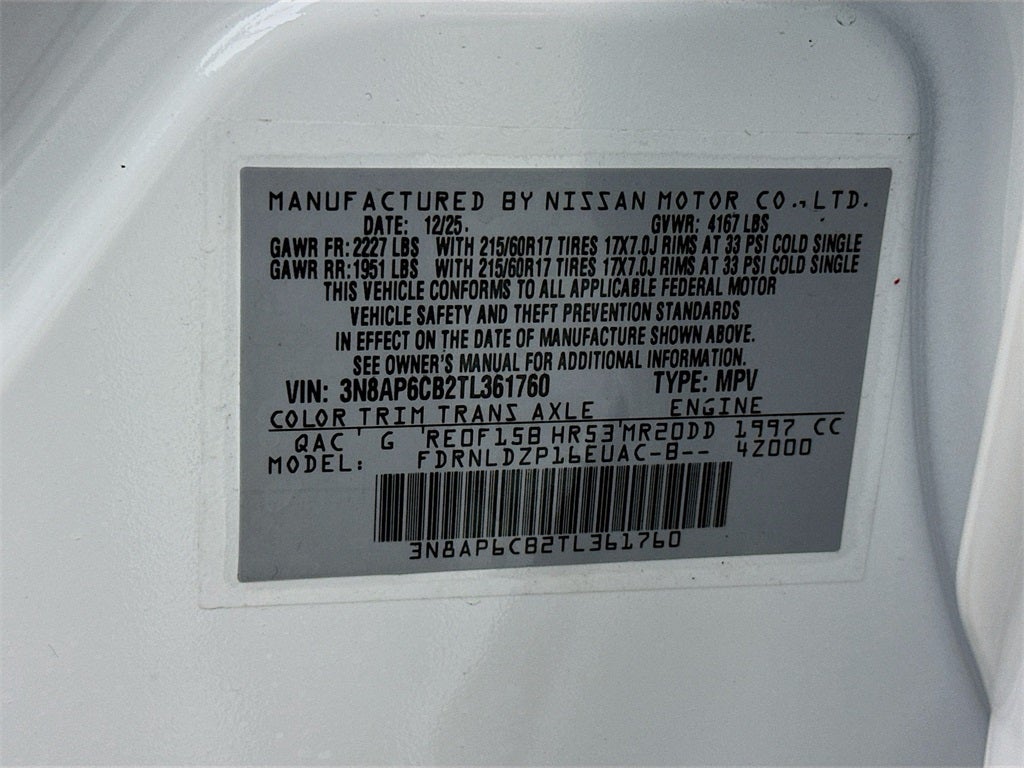 MANUFACTURED BY NISSAN MOTOR CO.,LTD.
DATE: 12/25. GVWR: 4167 LBS
GAWR FR: 2227 LBS WITH 215/60R17 TIRES 17X7.0J RIMS AT 33 PSI COLD SINGLE
GAWR RR: 1951 LBS WITH 215/60R17 TIRES 17X7.0J RIMS AT 33 PSI COLD SINGLE
THIS VEHICLE CONFORMS TO ALL APPLICABLE FEDERAL MOTOR
VEHICLE SAFETY AND THEFT PREVENTION STANDARDS
IN EFFECT ON THE DATE OF MANUFACTURE SHOWN ABOVE.
SEE OWNER'S MANUAL FOR ADDITIONAL INFORMATION.
VIN: 3N8AP6CB2TL361760 TYPE: MPV
COLOR TRIM TRANS AXLE ENGINE
QAC ' G 'RE0F15B HR53'MR20DD 1997 CC
MODEL: FDRNLDZP16EUAC-B-- 4Z000
3N8AP6CB2TL361760